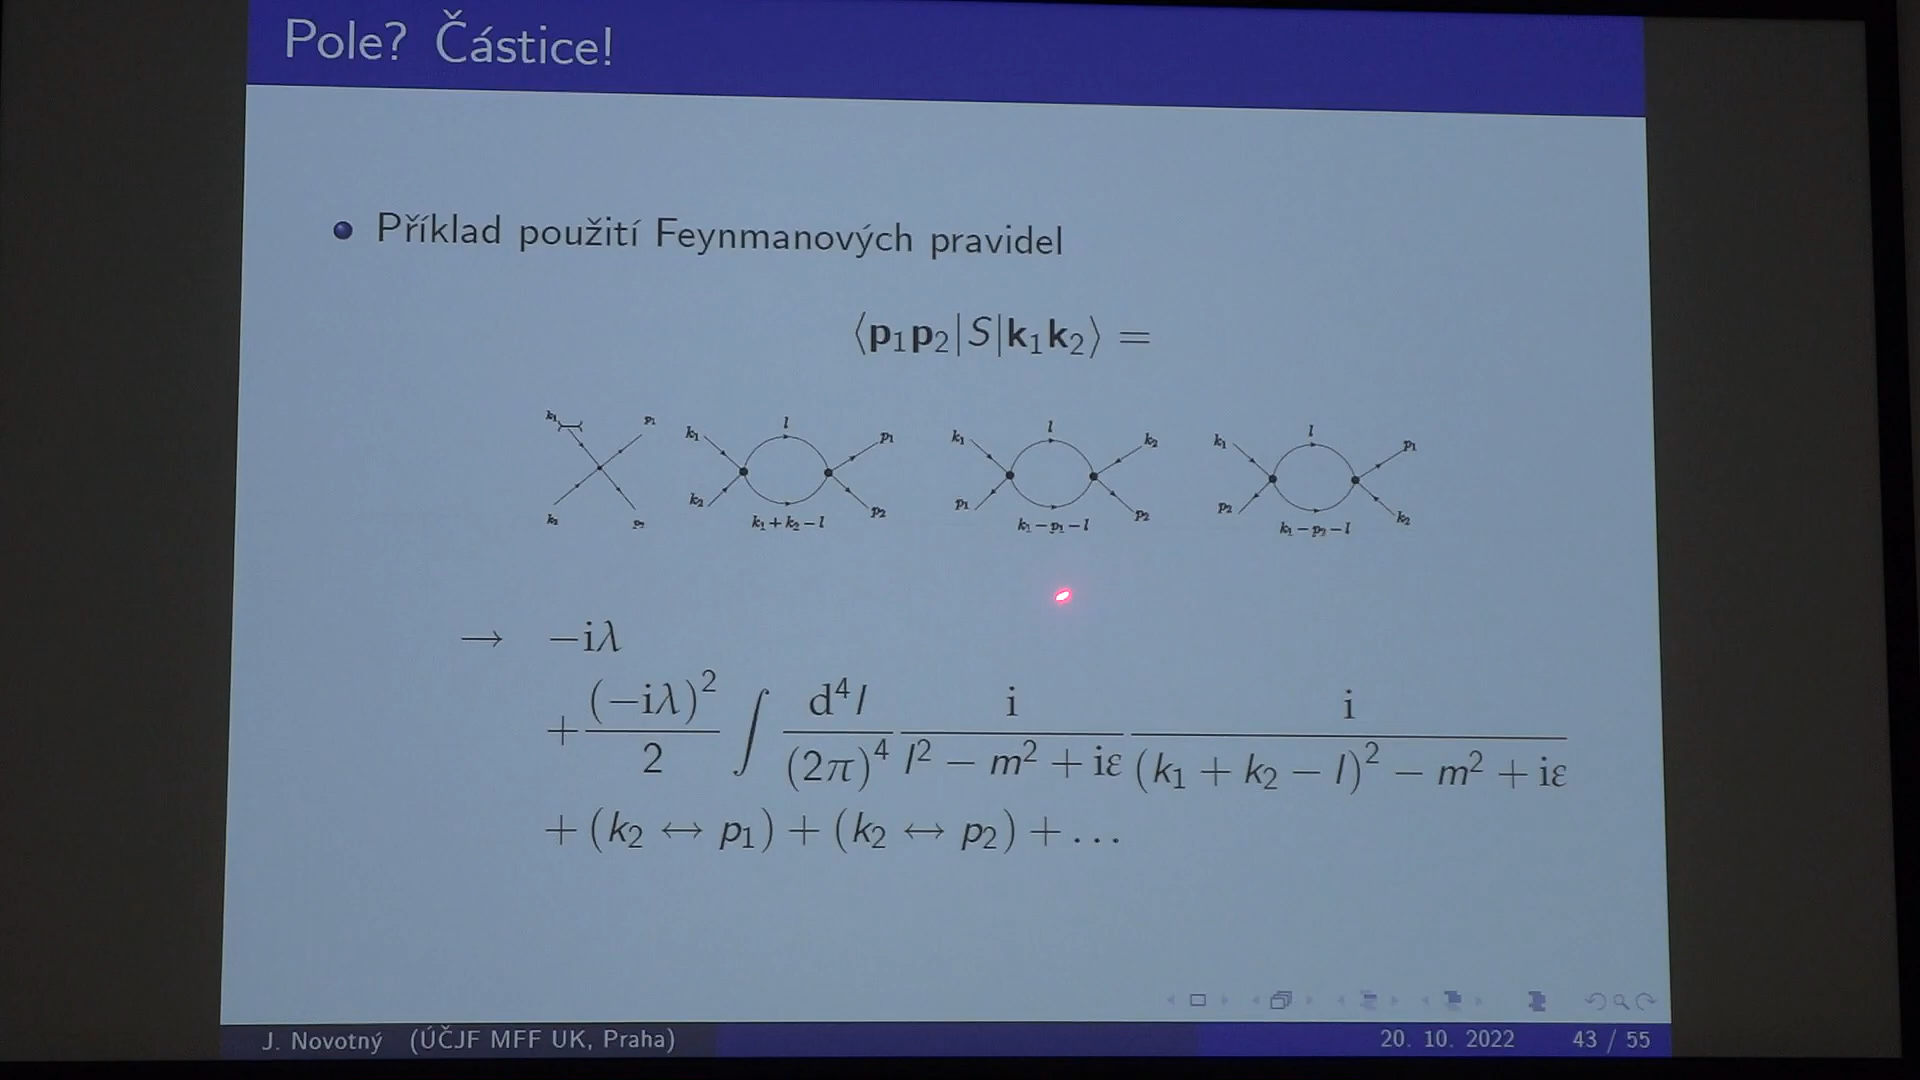 Pole? Částice!
Příklad použití Feynmanových pravidel
⟨p₁p₂|S|k₁k₂⟩ =
k₁ p₁ k₂ p₂
k₁ l p₁ k₂ k₁ + k₂ − l p₂
k₁ l k₂ p₁ k₁ − p₁ − l p₂
k₁ l p₁ p₂ k₁ − p₂ − l k₂
→ −iλ
+ (−iλ)²/2 ∫ d⁴l/(2π)⁴ i/(l² − m² + iε) i/((k₁ + k₂ − l)² − m² + iε)
+ (k₂ ↔ p₁) + (k₂ ↔ p₂) + …
J. Novotný (ÚČJF MFF UK, Praha) 20. 10. 2022 43 / 55